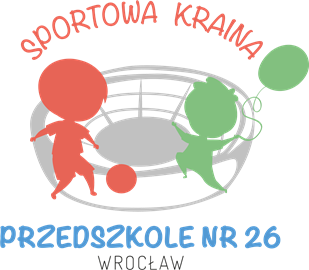 SPORTOWA KRAINA
PRZEDSZKOLE NR 26
WROCŁAW